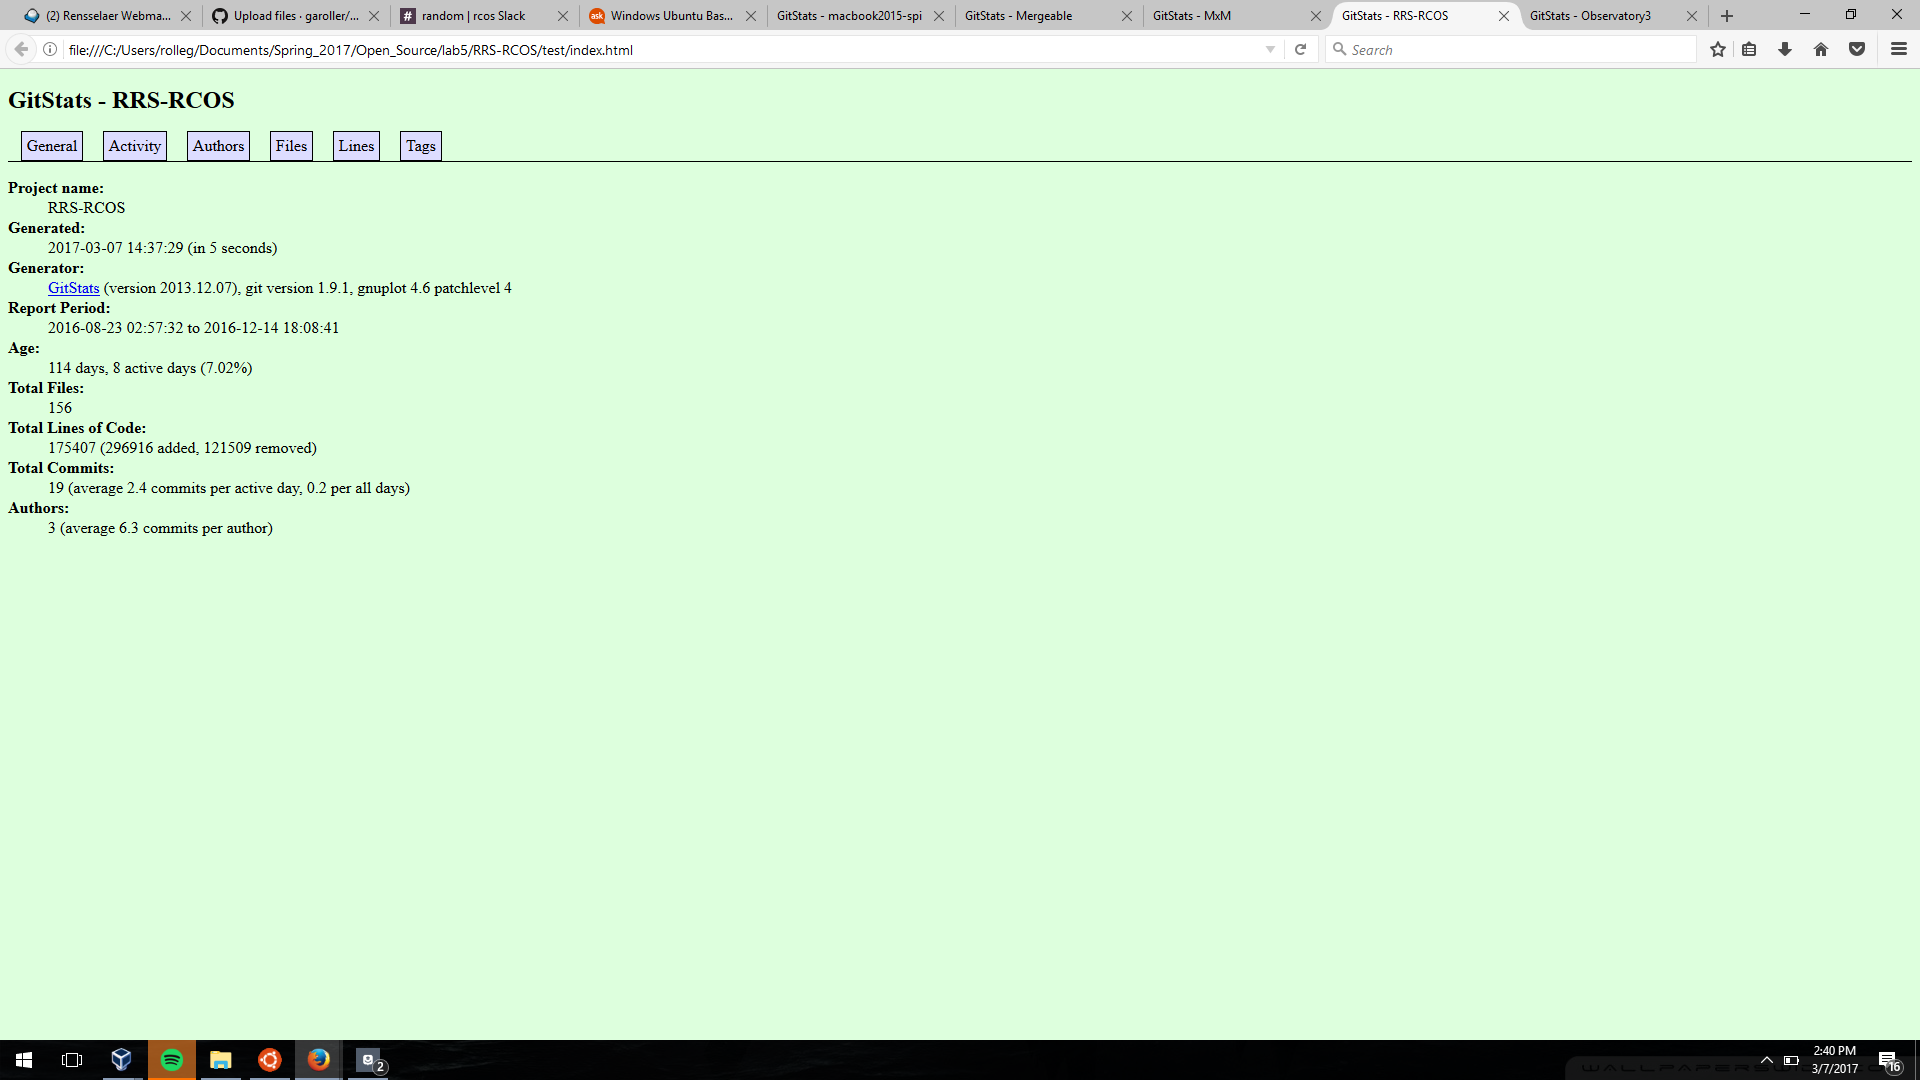 (2) Rensselaer Webma...
Upload files · garoller/...
random | rcos Slack
Windows Ubuntu Bas...
GitStats - macbook2015-spi
GitStats - Mergeable
GitStats - MxM
GitStats - RRS-RCOS
GitStats - Observatory3
file:///C:/Users/rolleg/Documents/Spring_2017/Open_Source/lab5/RRS-RCOS/test/index.html
Search
GitStats - RRS-RCOS
General
Activity
Authors
Files
Lines
Tags
Project name:
RRS-RCOS
Generated:
2017-03-07 14:37:29 (in 5 seconds)
Generator:
GitStats (version 2013.12.07), git version 1.9.1, gnuplot 4.6 patchlevel 4
Report Period:
2016-08-23 02:57:32 to 2016-12-14 18:08:41
Age:
114 days, 8 active days (7.02%)
Total Files:
156
Total Lines of Code:
175407 (296916 added, 121509 removed)
Total Commits:
19 (average 2.4 commits per active day, 0.2 per all days)
Authors:
3 (average 6.3 commits per author)
2
2:40 PM
3/7/2017
16